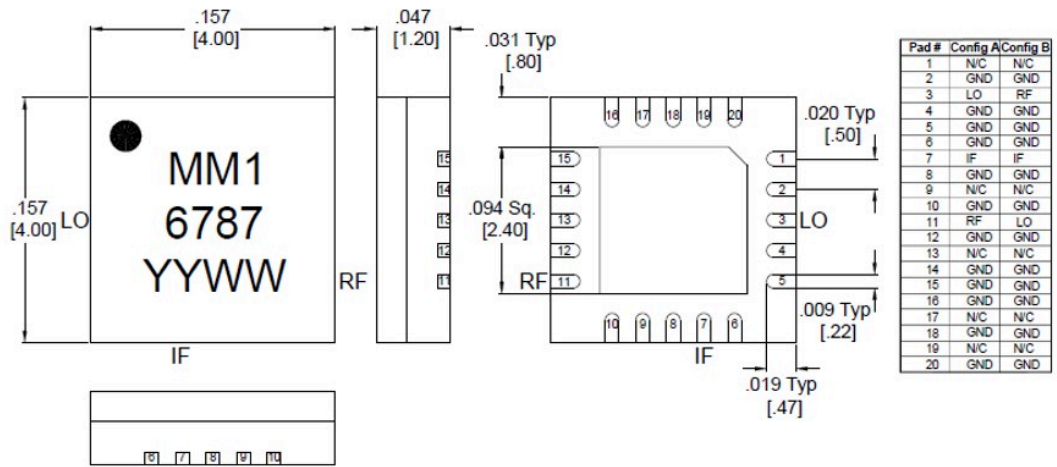 .157
[4.00]
.047
[1.20]
.031 Typ
[.80]
.157
[4.00]
LO
MM1
6787
YYWW
RF
IF
15
14
13
12
11
16 17 18 19 20
15
14
13
12
11
1
2
3
4
5
10 9 8 7 6
.094 Sq.
[2.40]
RF
LO
IF
.020 Typ
[.50]
.009 Typ
[.22]
.019 Typ
[.47]
6 7 8 9 10
Pad # Config A Config B
1 N/C N/C
2 GND GND
3 LO RF
4 GND GND
5 GND GND
6 GND GND
7 IF IF
8 GND GND
9 N/C N/C
10 GND GND
11 RF LO
12 GND GND
13 N/C N/C
14 GND GND
15 GND GND
16 GND GND
17 N/C N/C
18 GND GND
19 N/C N/C
20 GND GND